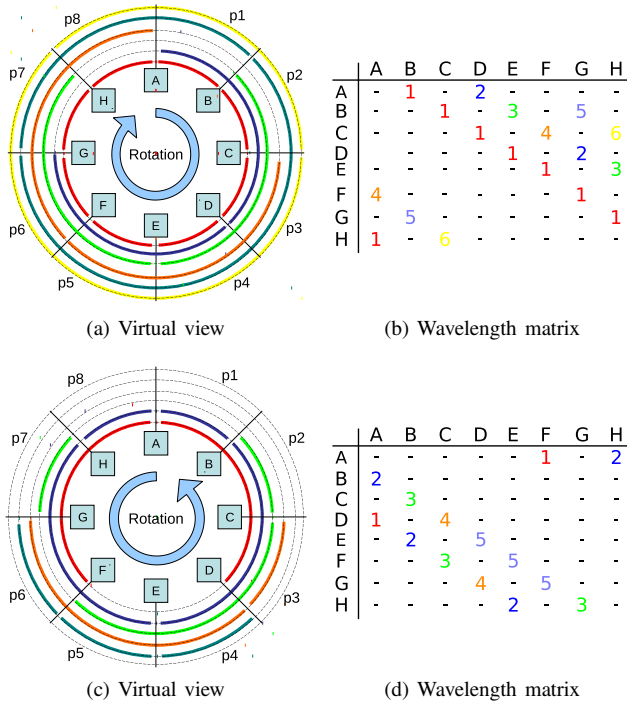 p8 p1
p7 p2
A
H B
G Rotation C
F D
E
p6 p3
p5 p4
(a) Virtual view
A B C D E F G H
A - 1 - 2 - - - -
B - - 1 - 3 - 5 -
C - - - 1 - 4 - 6
D - - - - 1 - 2 -
E - - - - - 1 - 3
F 4 - - - - - 1 -
G - 5 - - - - - 1
H 1 - 6 - - - - -
(b) Wavelength matrix
p8 p1
p7 p2
A
H B
G Rotation C
F D
E
p6 p3
p5 p4
(c) Virtual view
A B C D E F G H
A - - - - - 1 - 2
B 2 - - - - - - -
C - 3 - - - - - -
D 1 - 4 - - - - -
E - 2 - 5 - - - -
F - - 3 - 5 - - -
G - - - 4 - 5 - -
H - - - - 2 - 3 -
(d) Wavelength matrix